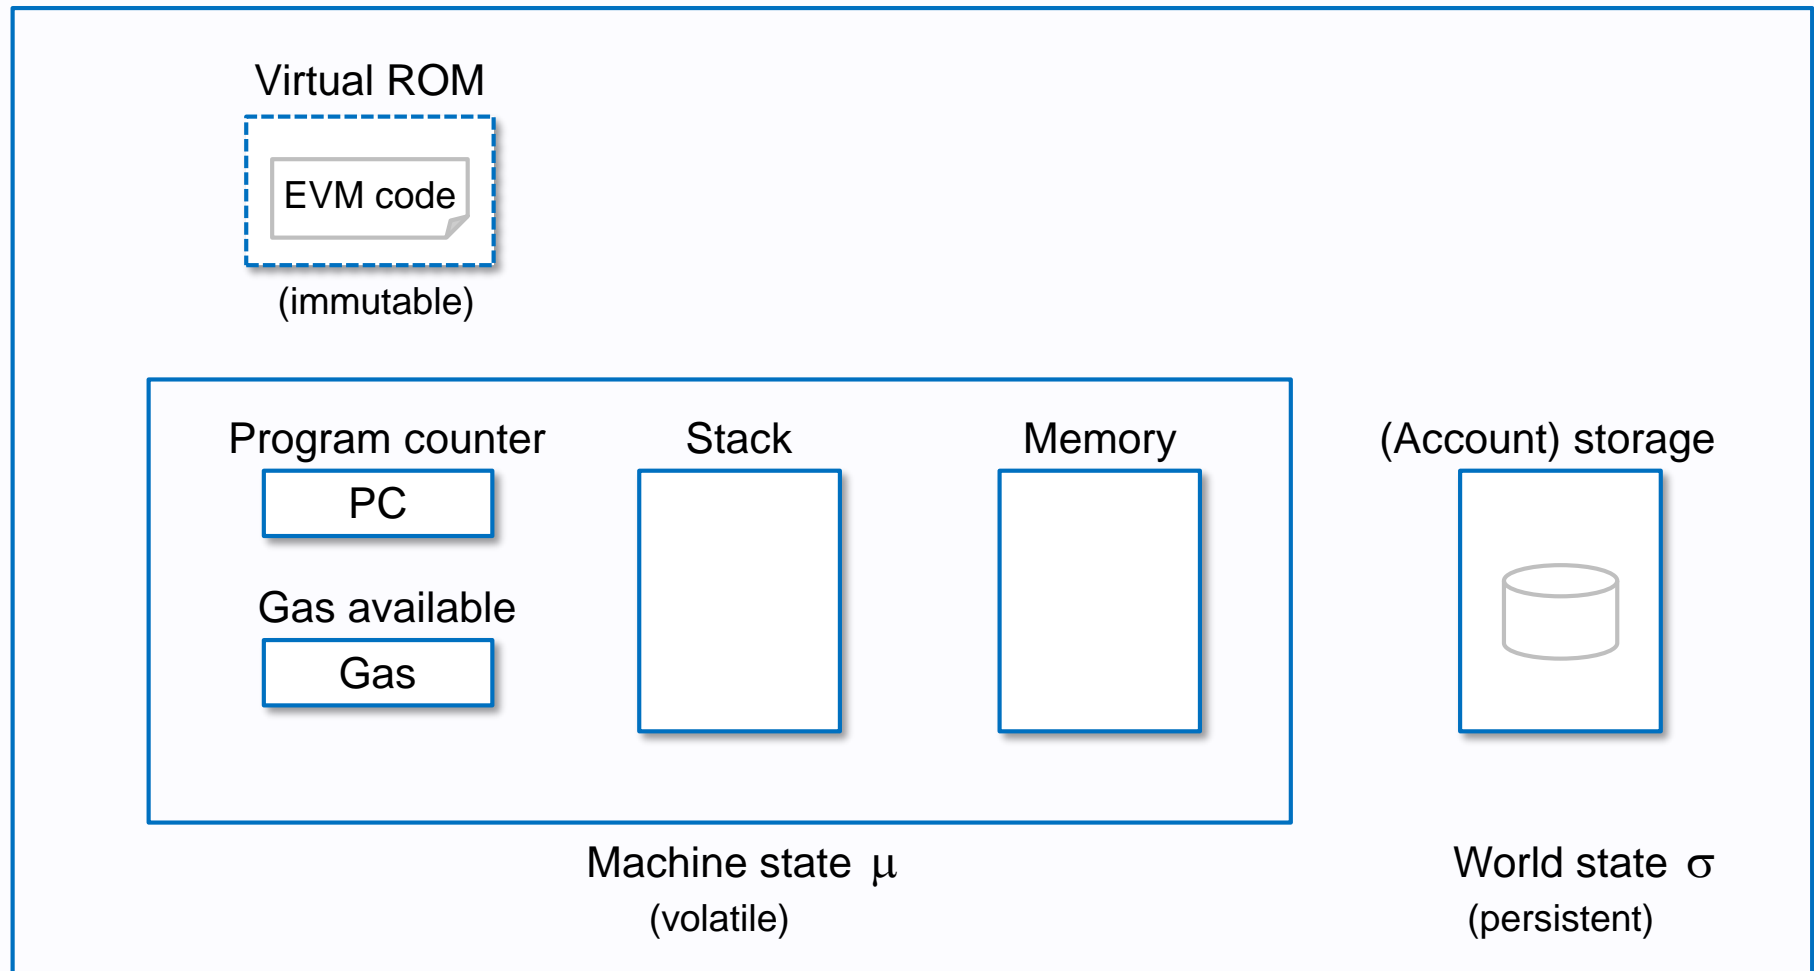 Virtual ROM
EVM code
(immutable)
Program counter
PC
Gas available
Gas
Stack
Memory
(Account) storage
Machine state μ
(volatile)
World state σ
(persistent)